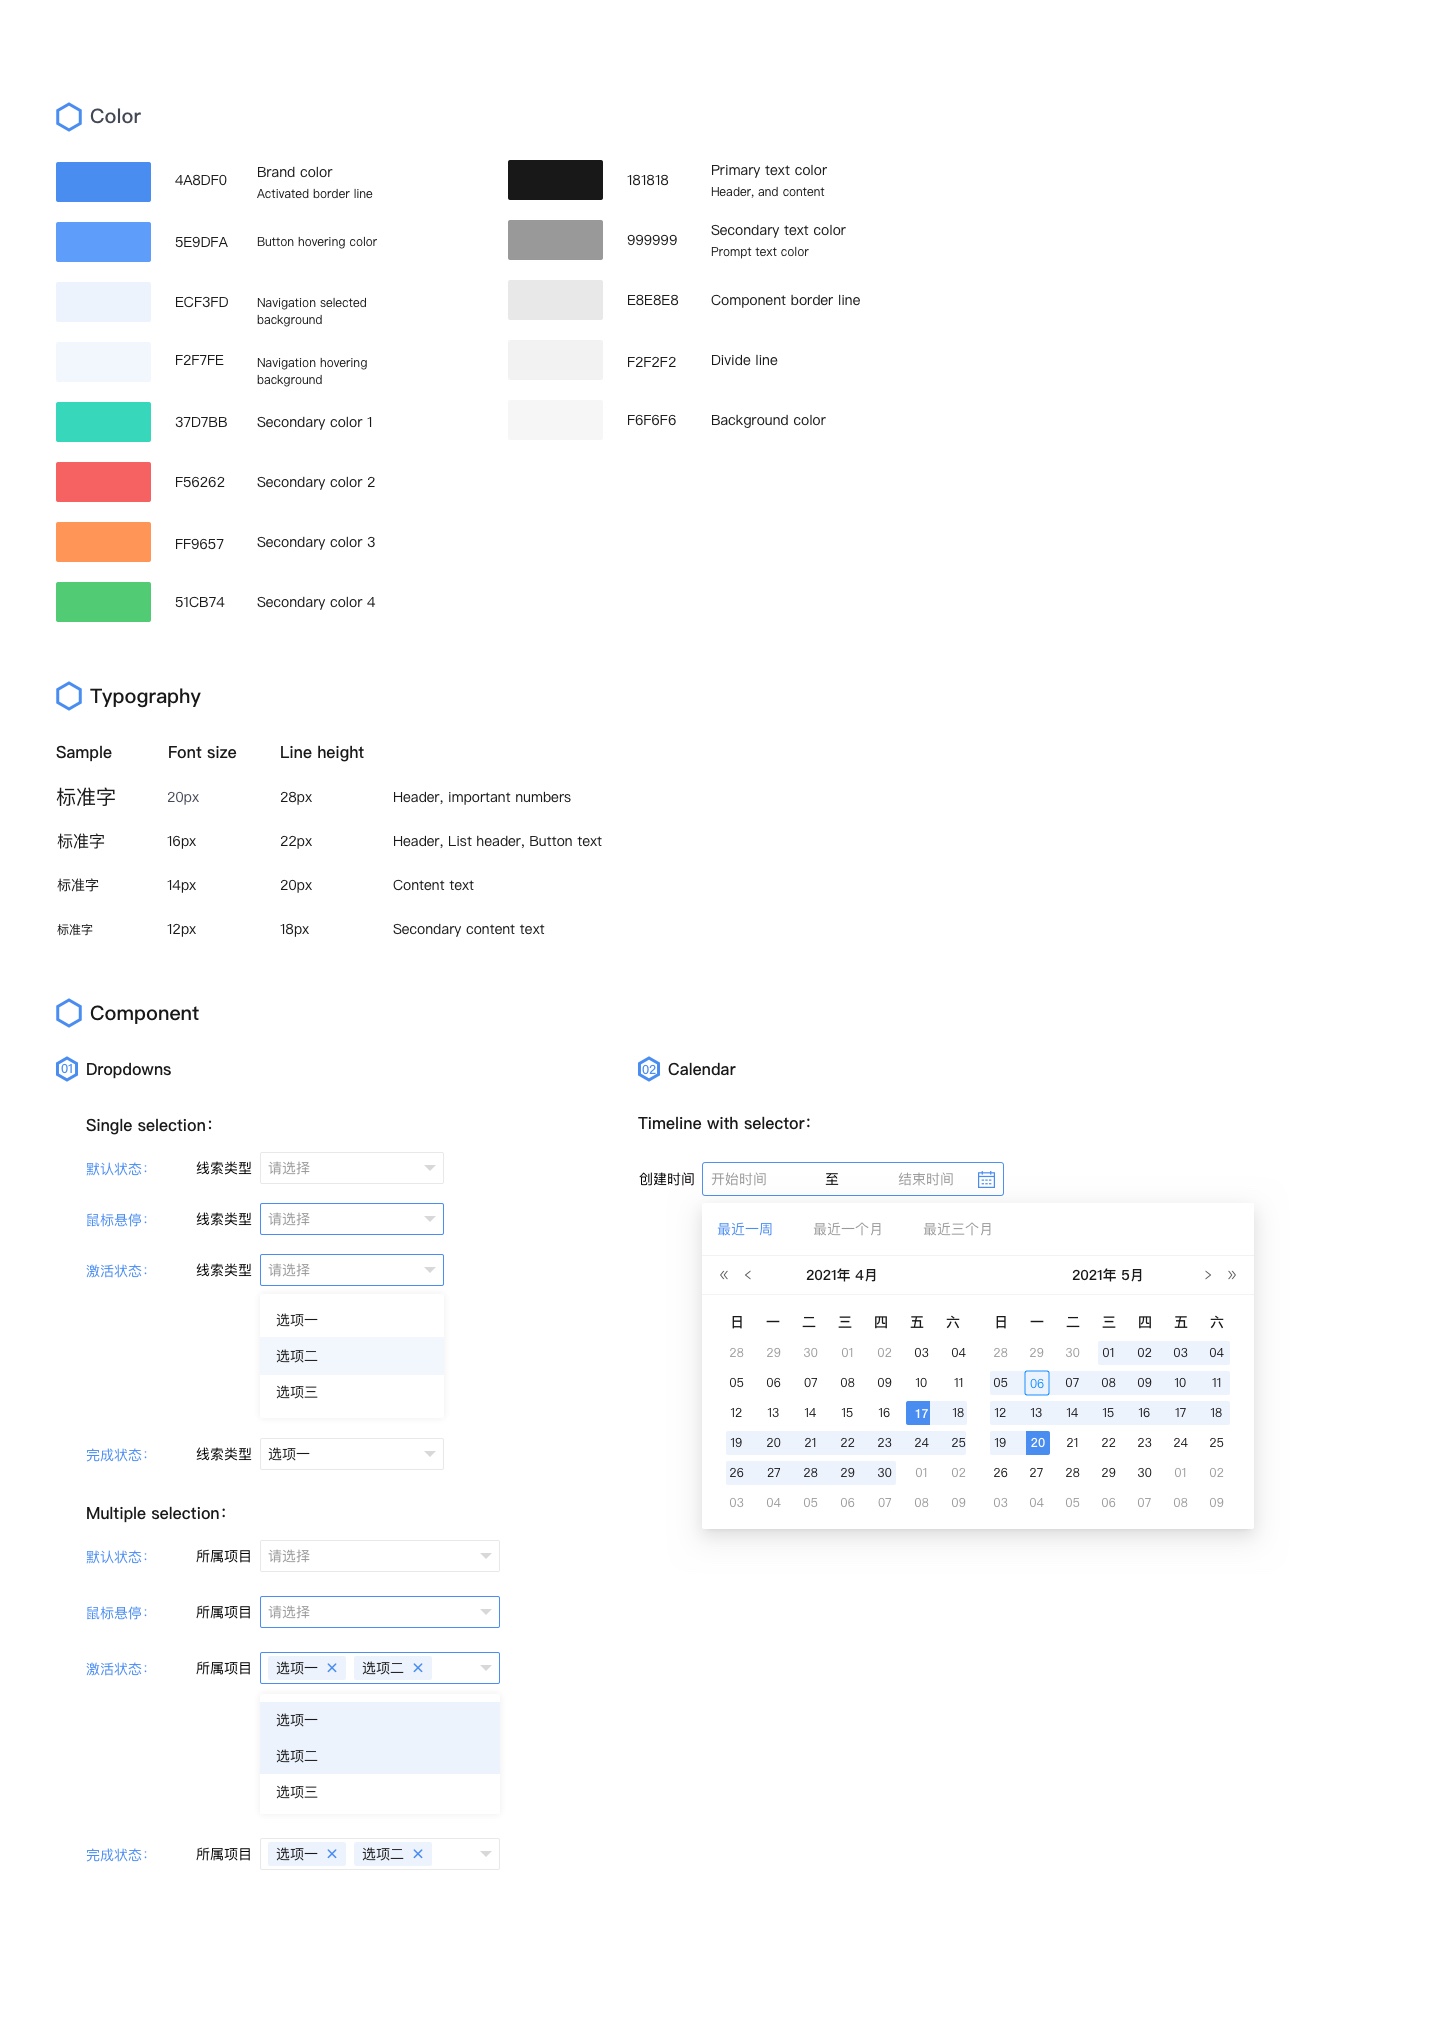 Color
4A8DF0
Brand color
Activated border line
5E9DFA
Button hovering color
ECF3FD
Navigation selected
background
F2F7FE
Navigation hovering
background
37D7BB
Secondary color 1
F56262
Secondary color 2
FF9657
Secondary color 3
51CB74
Secondary color 4
181818
Primary text color
Header, and content
999999
Secondary text color
Prompt text color
E8E8E8
Component border line
F2F2F2
Divide line
F6F6F6
Background color
Typography
Sample Font size Line height
标准字 20px 28px Header, important numbers
标准字 16px 22px Header, List header, Button text
标准字 14px 20px Content text
标准字 12px 18px Secondary content text
Component
01 Dropdowns
Single selection：
默认状态： 线索类型 请选择
鼠标悬停： 线索类型 请选择
激活状态： 线索类型 请选择
选项一
选项二
选项三
完成状态： 线索类型 选项一
Multiple selection：
默认状态： 所属项目 请选择
鼠标悬停： 所属项目 请选择
激活状态： 所属项目 选项一 × 选项二 ×
选项一
选项二
选项三
完成状态： 所属项目 选项一 × 选项二 ×
02 Calendar
Timeline with selector：
创建时间 开始时间 至 结束时间
最近一周 最近一个月 最近三个月
« < 2021年 4月 2021年 5月 > »
日 一 二 三 四 五 六 日 一 二 三 四 五 六
28 29 30 01 02 03 04 28 29 30 01 02 03 04
05 06 07 08 09 10 11 05 06 07 08 09 10 11
12 13 14 15 16 17 18 12 13 14 15 16 17 18
19 20 21 22 23 24 25 19 20 21 22 23 24 25
26 27 28 29 30 01 02 26 27 28 29 30 01 02
03 04 05 06 07 08 09 03 04 05 06 07 08 09